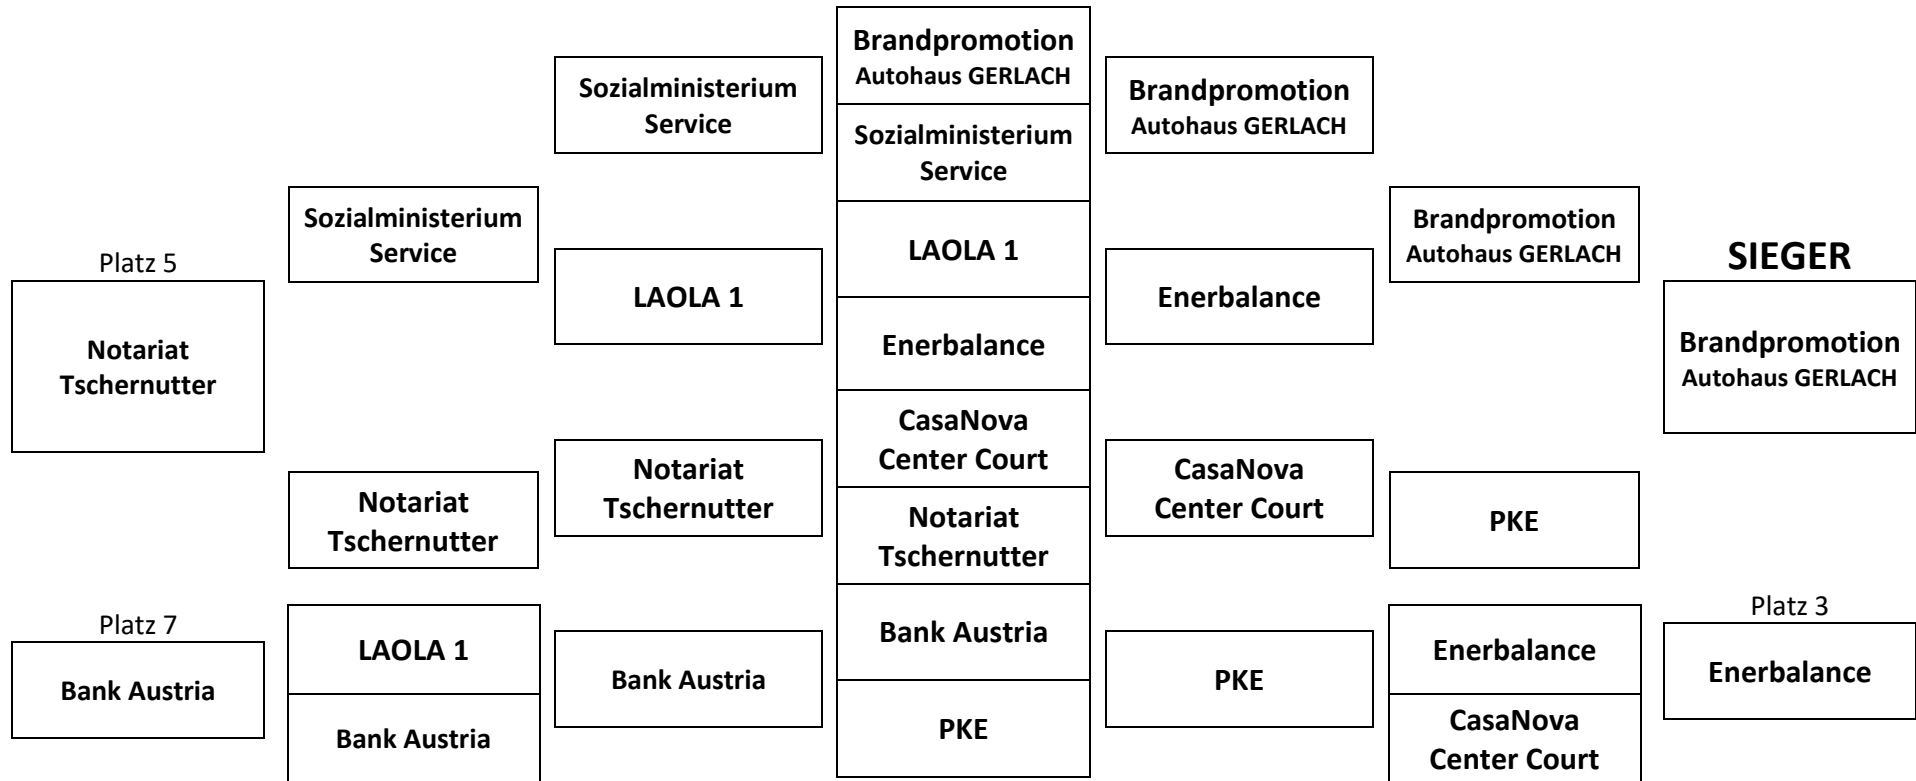 Platz 5
Notariat
Tschernutter
Platz 7
Bank Austria
Sozialministerium
Service
Notariat
Tschernutter
LAOLA 1
Bank Austria
Sozialministerium
Service
LAOLA 1
Notariat
Tschernutter
Bank Austria
Brandpromotion
Autohaus GERLACH
Sozialministerium
Service
LAOLA 1
Enerbalance
CasaNova
Center Court
Notariat
Tschernutter
Bank Austria
PKE
Brandpromotion
Autohaus GERLACH
Enerbalance
CasaNova
Center Court
PKE
Brandpromotion
Autohaus GERLACH
PKE
Enerbalance
CasaNova
Center Court
SIEGER
Brandpromotion
Autohaus GERLACH
Platz 3
Enerbalance